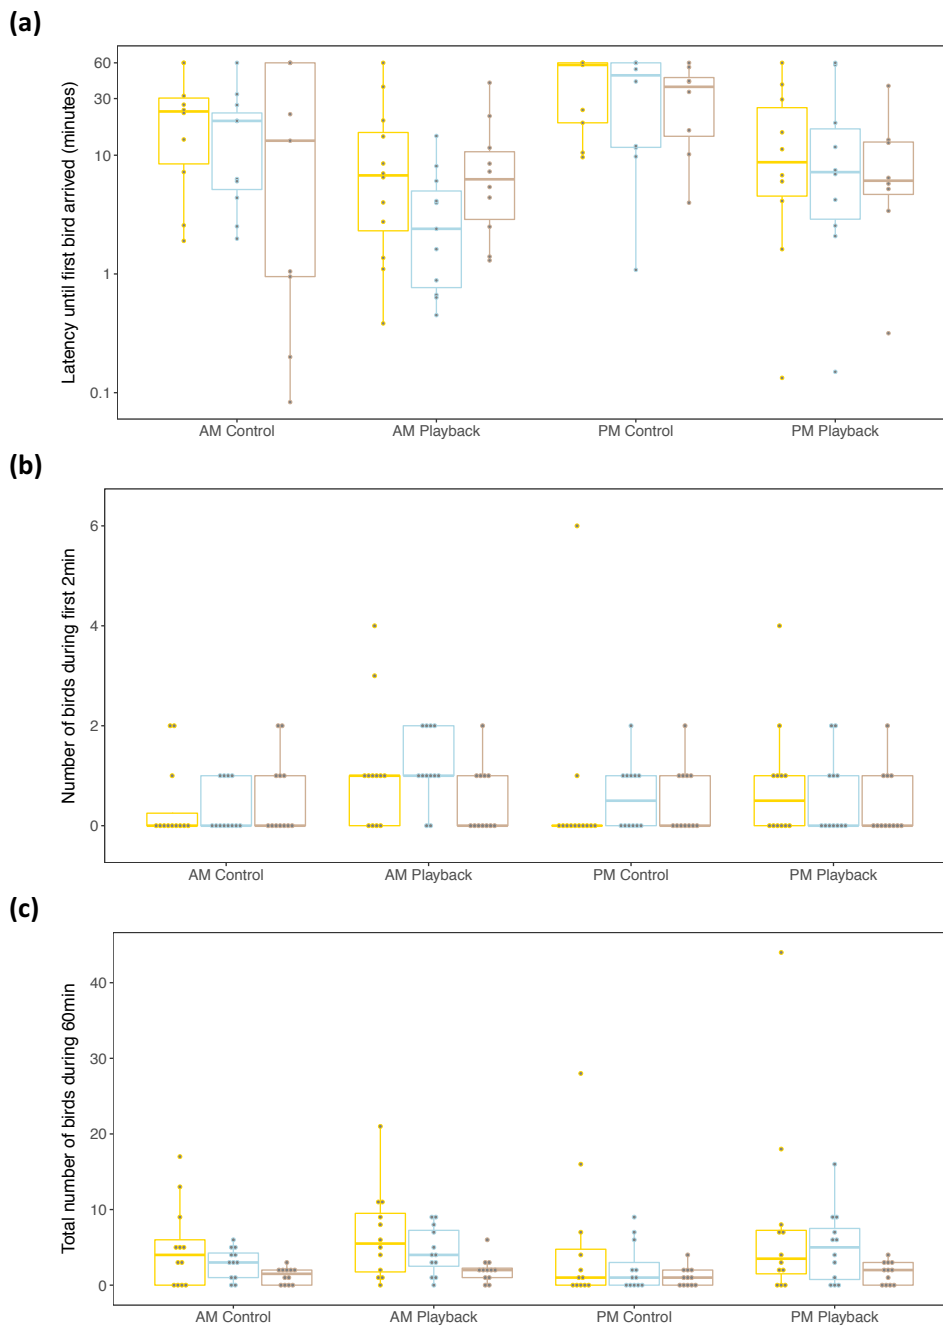 (a)
Latency until first bird arrived (minutes)
60
30
10
1
0.1
AM Control AM Playback PM Control PM Playback
(b)
Number of birds during first 2min
6
4
2
0
AM Control AM Playback PM Control PM Playback
(c)
Total number of birds during 60min
40
30
20
10
0
AM Control AM Playback PM Control PM Playback